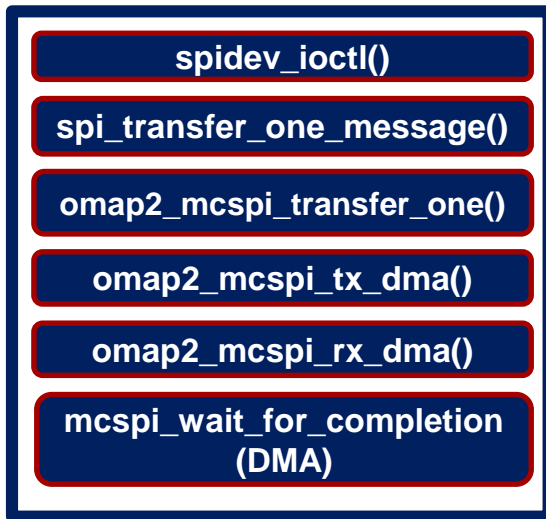 spidev_ioctl()
spi_transfer_one_message()
omap2_mcspi_transfer_one()
omap2_mcspi_tx_dma()
omap2_mcspi_rx_dma()
mcspi_wait_for_completion
(DMA)